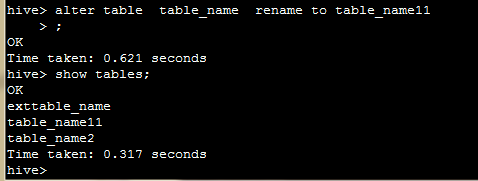 hive> alter table  table_name  rename to table_name11
    > ;
OK
Time taken: 0.621 seconds
hive> show tables;
OK
exttable_name
table_name11
table_name2
Time taken: 0.317 seconds
hive>